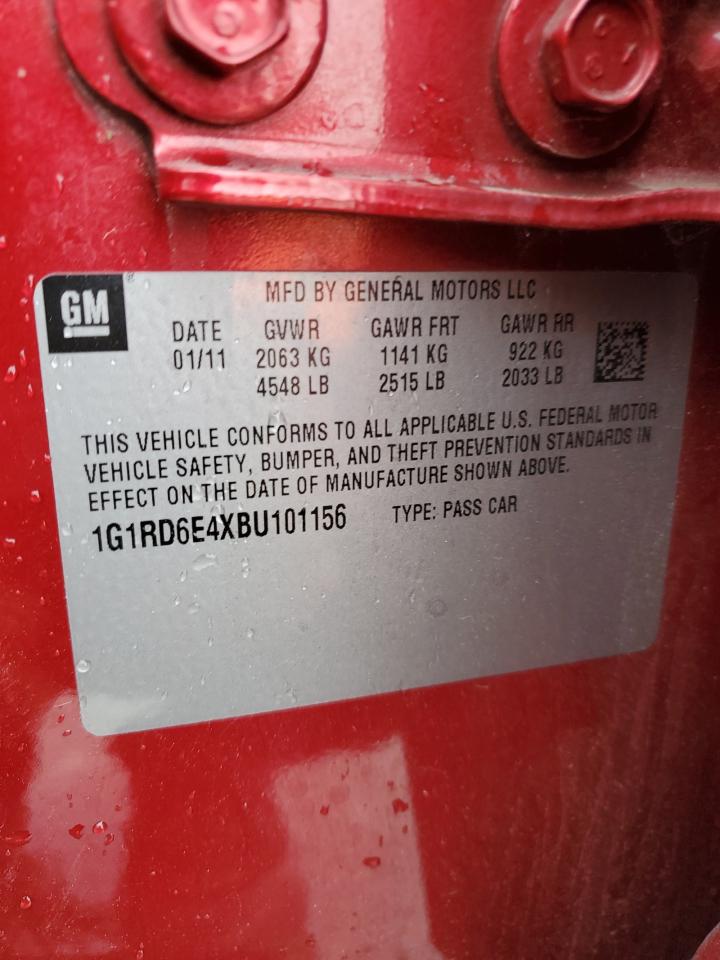 GM
MFD BY GENERAL MOTORS LLC
DATE GVWR GAWR FRT GAWR RR
01/11 2063 KG 1141 KG 922 KG
4548 LB 2515 LB 2033 LB
THIS VEHICLE CONFORMS TO ALL APPLICABLE U.S. FEDERAL MOTOR
VEHICLE SAFETY, BUMPER, AND THEFT PREVENTION STANDARDS IN
EFFECT ON THE DATE OF MANUFACTURE SHOWN ABOVE.
1G1RD6E4XBU101156 TYPE: PASS CAR